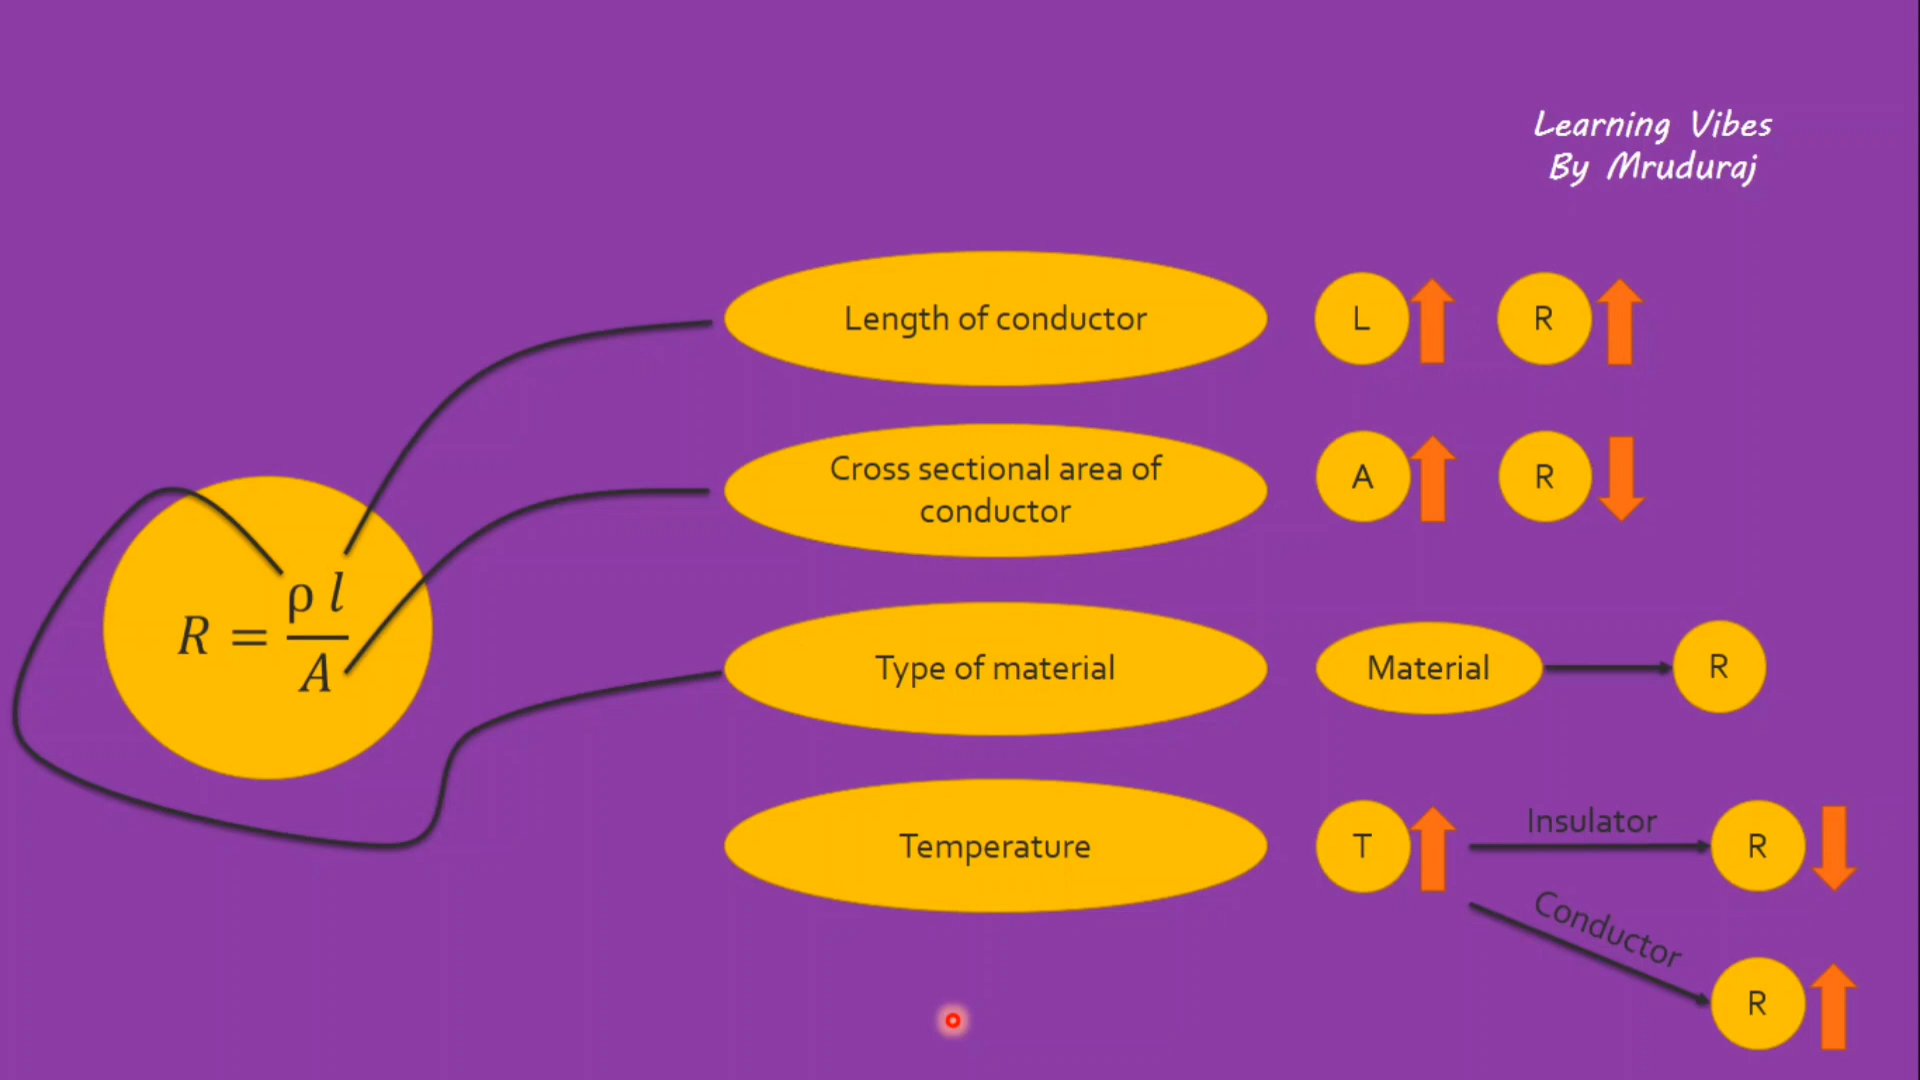 Learning Vibes
By Mruduraj
R = ρ l / A
Length of conductor
L
R
Cross sectional area of
conductor
A
R
Type of material
Material
R
Temperature
T
Insulator
R
Conductor
R